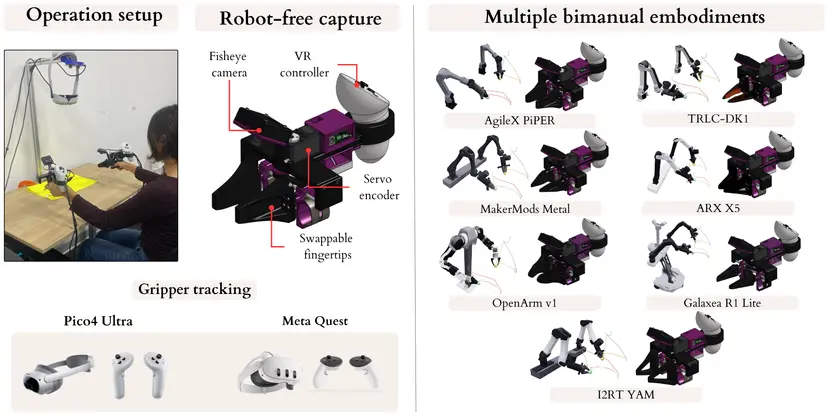 Operation setup
Robot-free capture
Fisheye
camera
VR
controller
Servo
encoder
Swappable
fingertips
Gripper tracking
Pico4 Ultra
Meta Quest
Multiple bimanual embodiments
AgileX PiPER
TRLC-DK1
MakerMods Metal
ARX X5
OpenArm v1
Galaxea R1 Lite
I2RT YAM